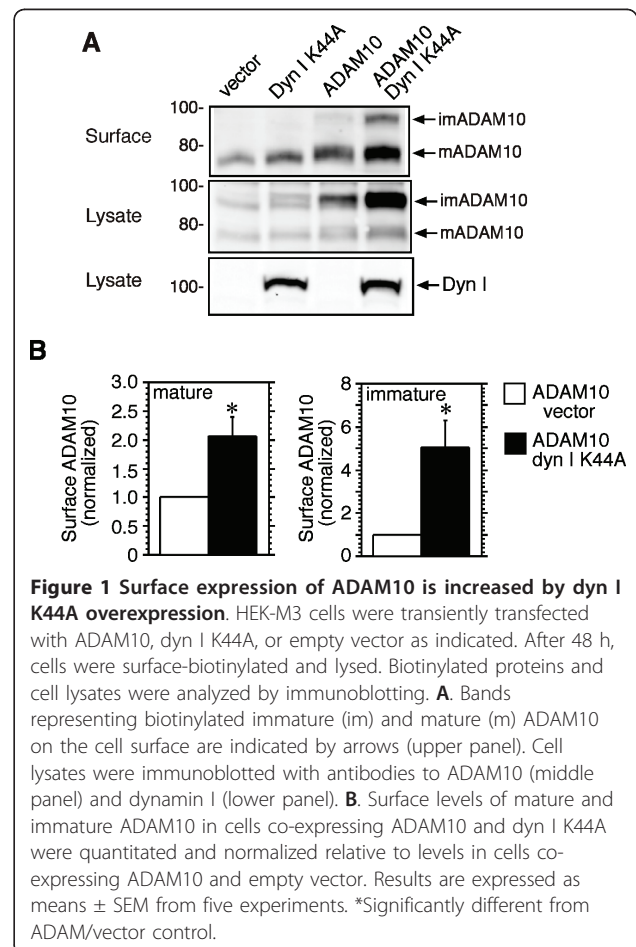 A
vector
Dyn I K44A
ADAM10
ADAM10
Dyn I K44A
Surface
100-
80-
imADAM10
mADAM10
Lysate
100-
80-
imADAM10
mADAM10
Lysate
100-
Dyn I
B
Surface ADAM10
(normalized)
3.0
2.5
2.0
1.5
1.0
0.5
0
mature
*
Surface ADAM10
(normalized)
8
6
4
2
0
immature
*
ADAM10
vector
ADAM10
dyn I K44A
Figure 1 Surface expression of ADAM10 is increased by dyn I
K44A overexpression. HEK-M3 cells were transiently transfected
with ADAM10, dyn I K44A, or empty vector as indicated. After 48 h,
cells were surface-biotinylated and lysed. Biotinylated proteins and
cell lysates were analyzed by immunoblotting. A. Bands
representing biotinylated immature (im) and mature (m) ADAM10
on the cell surface are indicated by arrows (upper panel). Cell
lysates were immunoblotted with antibodies to ADAM10 (middle
panel) and dynamin I (lower panel). B. Surface levels of mature and
immature ADAM10 in cells co-expressing ADAM10 and dyn I K44A
were quantitated and normalized relative to levels in cells co-
expressing ADAM10 and empty vector. Results are expressed as
means ± SEM from five experiments. *Significantly different from
ADAM/vector control.